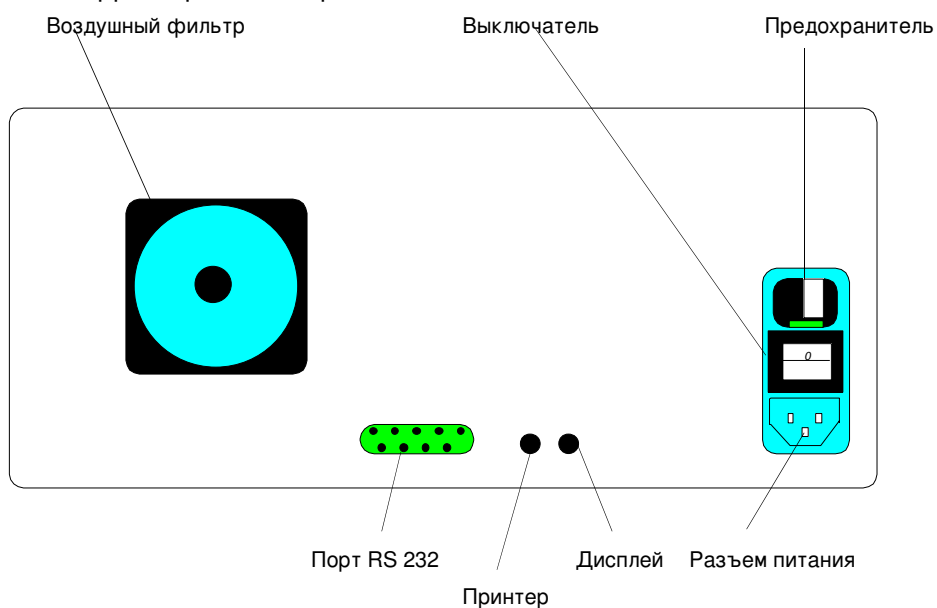 Воздушный фильтр
Выключатель
Предохранитель
0
Порт RS 232
Дисплей
Разъем питания
Принтер